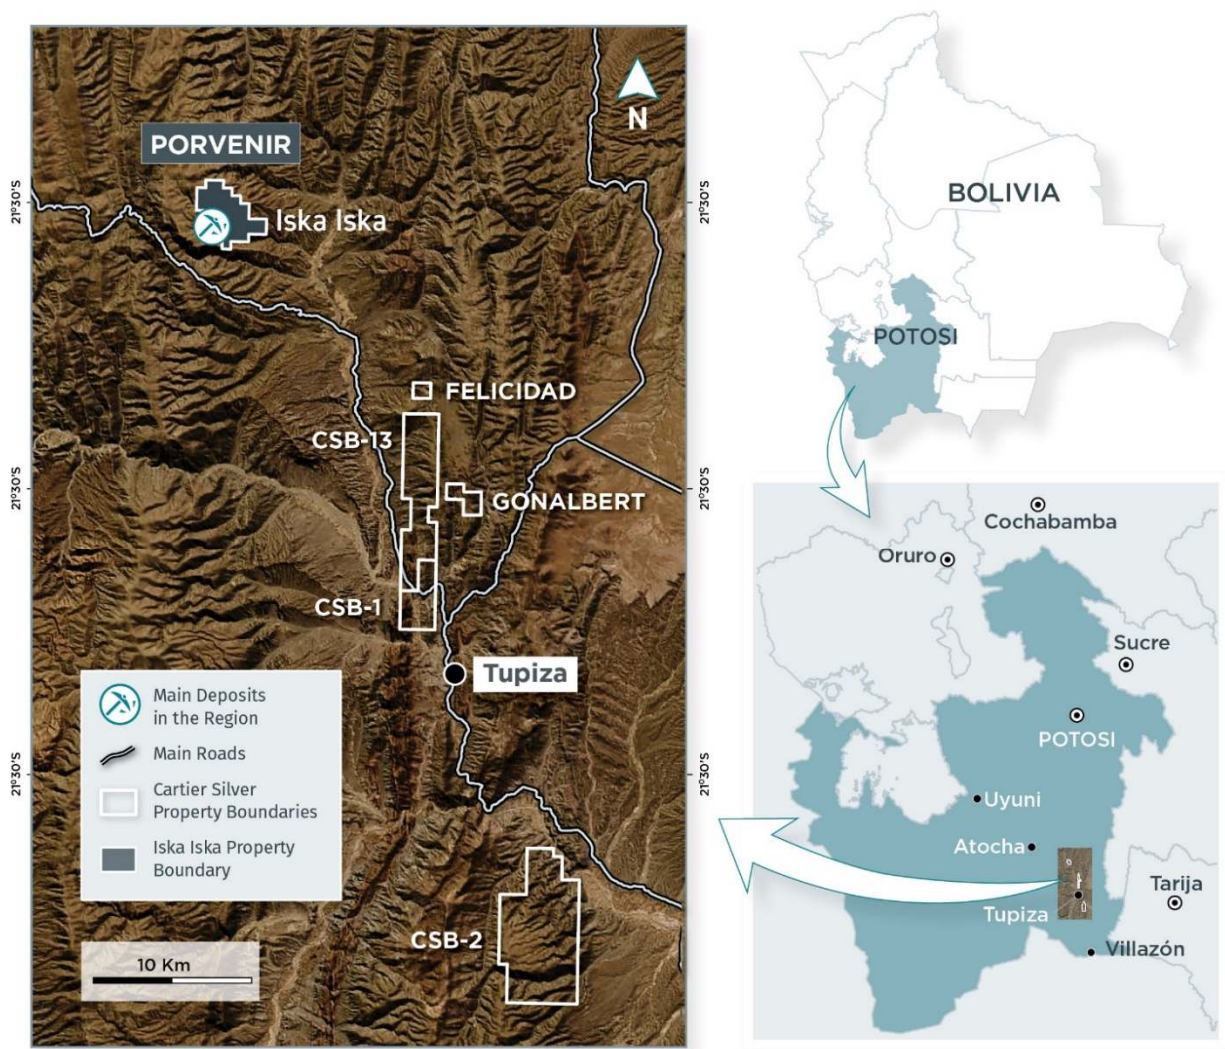 N
PORVENIR
Iska Iska
FELICIDAD
CSB-13
GONALBERT
CSB-1
Tupiza
CSB-2
21°30'S
21°30'S
21°30'S
21°30'S
21°30'S
21°30'S
Main Deposits
in the Region
Main Roads
Cartier Silver
Property Boundaries
Iska Iska Property
Boundary
10 Km
BOLIVIA
POTOSI
Cochabamba
Oruro
Sucre
POTOSI
Uyuni
Atocha
Tarija
Tupiza
Villazón